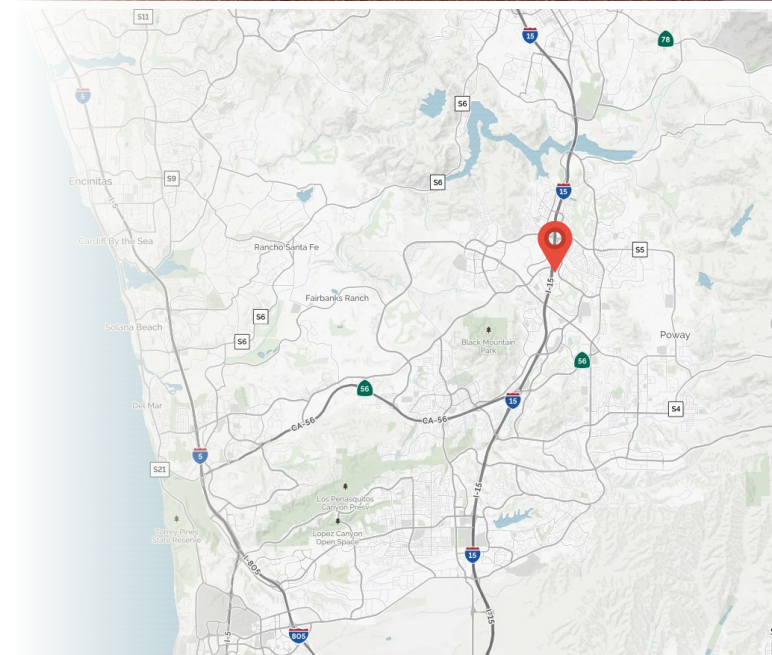 S11
15
78
5
S6
Encinitas
S9
S6
15
I-5
Cardiff By the Sea
Rancho Santa Fe
S5
I-15
Fairbanks Ranch
S6
Solana Beach
S6
Black Mountain
Park
Poway
56
56
15
Del Mar
CA-56
CA-56
S4
5
S21
I-15
Los Penasquitos
Canyon Presv
Torrey Pines
State Reserve
Lopez Canyon
Open Space
15
I-805
I-15
I-5
805